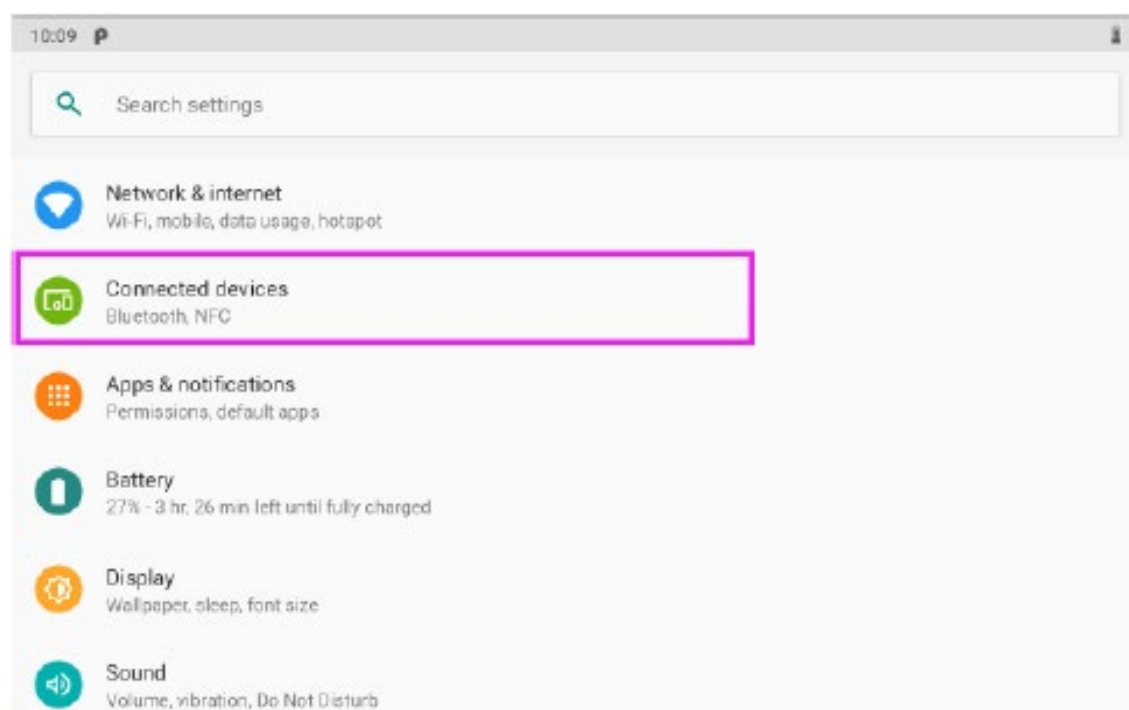 10:09
Search settings
Network & internet
Wi-Fi, mobile, data usage, hotspot
Connected devices
Bluetooth, NFC
Apps & notifications
Permissions, default apps
Battery
27% - 3 hr, 26 min left until fully charged
Display
Wallpaper, sleep, font size
Sound
Volume, vibration, Do Not Disturb